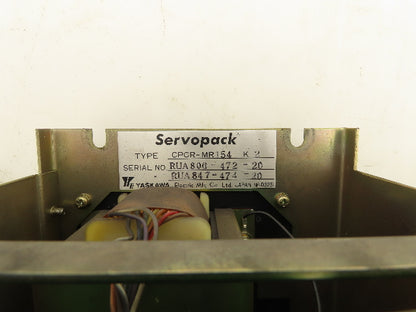 Servopack
TYPE CPCR-MR154 K 2
SERIAL NO. RUA806-472-20
- RUA847-474-20
YASKAWA Electric Mfg. Co. Ltd. JAPAN